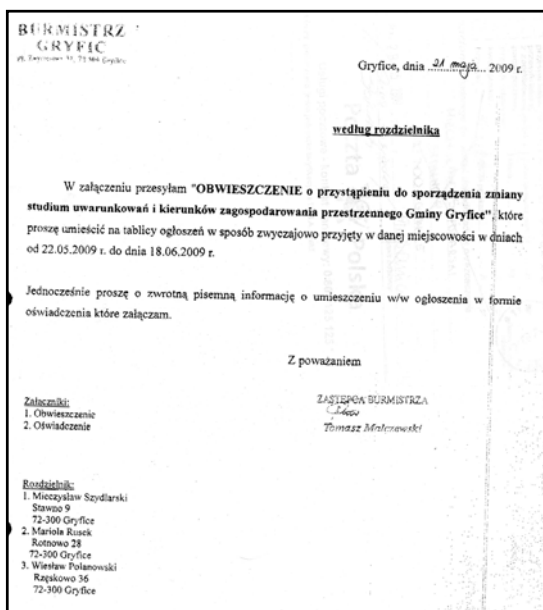 BURMISTRZ
GRYFIC
Gryfice, dnia 21 maja 2009 r.
według rozdzielnika
W załączeniu przesyłam "OBWIESZCZENIE o przystąpieniu do sporządzenia zmiany
studium uwarunkowań i kierunków zagospodarowania przestrzennego Gminy Gryfice", które
proszę umieścić na tablicy ogłoszeń w sposób zwyczajowo przyjęty w danej miejscowości w dniach
od 22.05.2009 r. do dnia 18.06.2009 r.
Jednocześnie proszę o zwrotną pisemną informację o umieszczeniu w/w ogłoszenia w formie
oświadczenia które załączam.
Z poważaniem
ZASTĘPCA BURMISTRZA
Tomasz Malczewski
Załączniki:
1. Obwieszczenie
2. Oświadczenie
Rozdzielnik:
1. Mieczysław Szydlarski
Stawno 9
72-300 Gryfice
2. Mariola Rusek
Rotnowo 28
72-300 Gryfice
3. Wiesław Polanowski
Rzęskowo 36
72-300 Gryfice